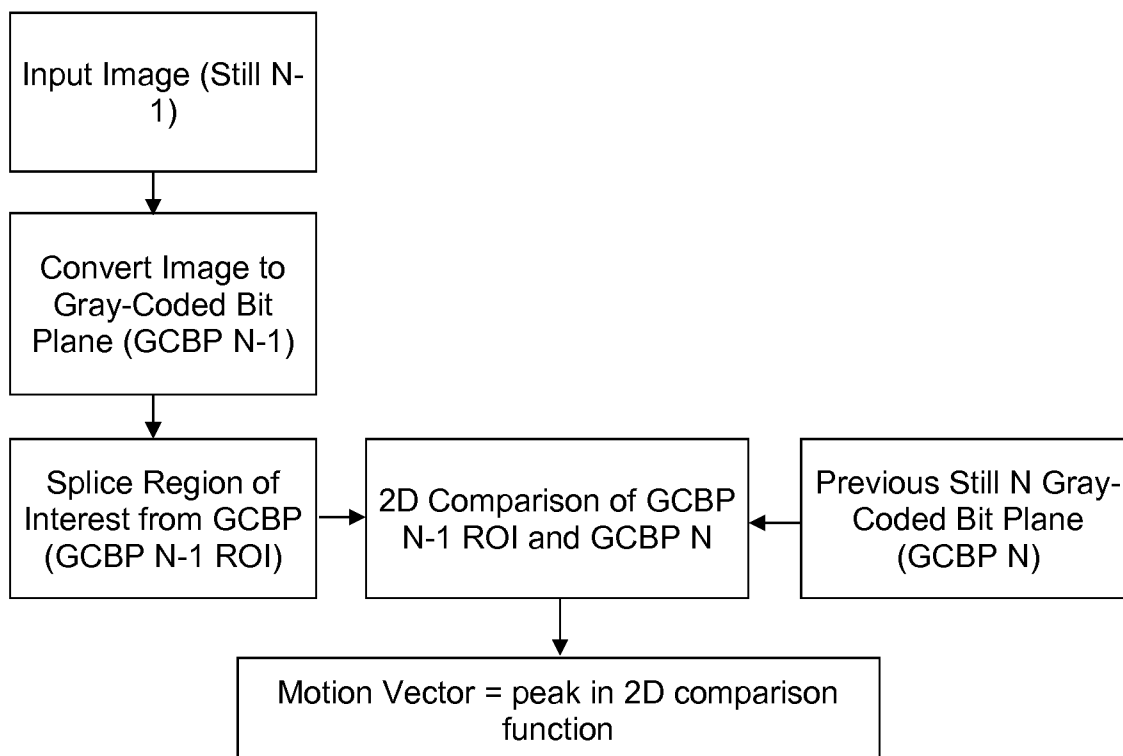 Input Image (Still N-
1)
Convert Image to
Gray-Coded Bit
Plane (GCBP N-1)
Splice Region of
Interest from GCBP
(GCBP N-1 ROI)
2D Comparison of GCBP
N-1 ROI and GCBP N
Previous Still N Gray-
Coded Bit Plane
(GCBP N)
Motion Vector = peak in 2D comparison
function